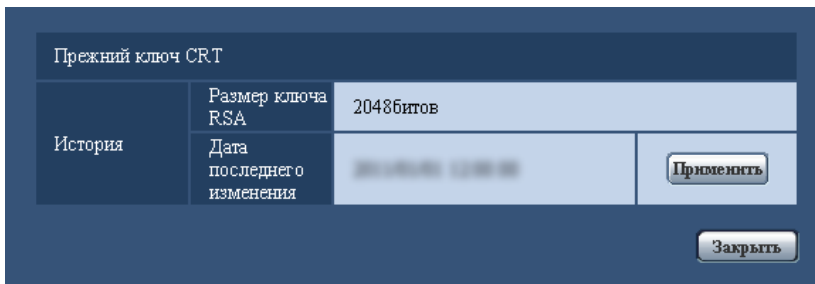 Прежний ключ CRT
История
Размер ключа
RSA
2048битов
Дата
последнего
изменения
Применить
Закрыть